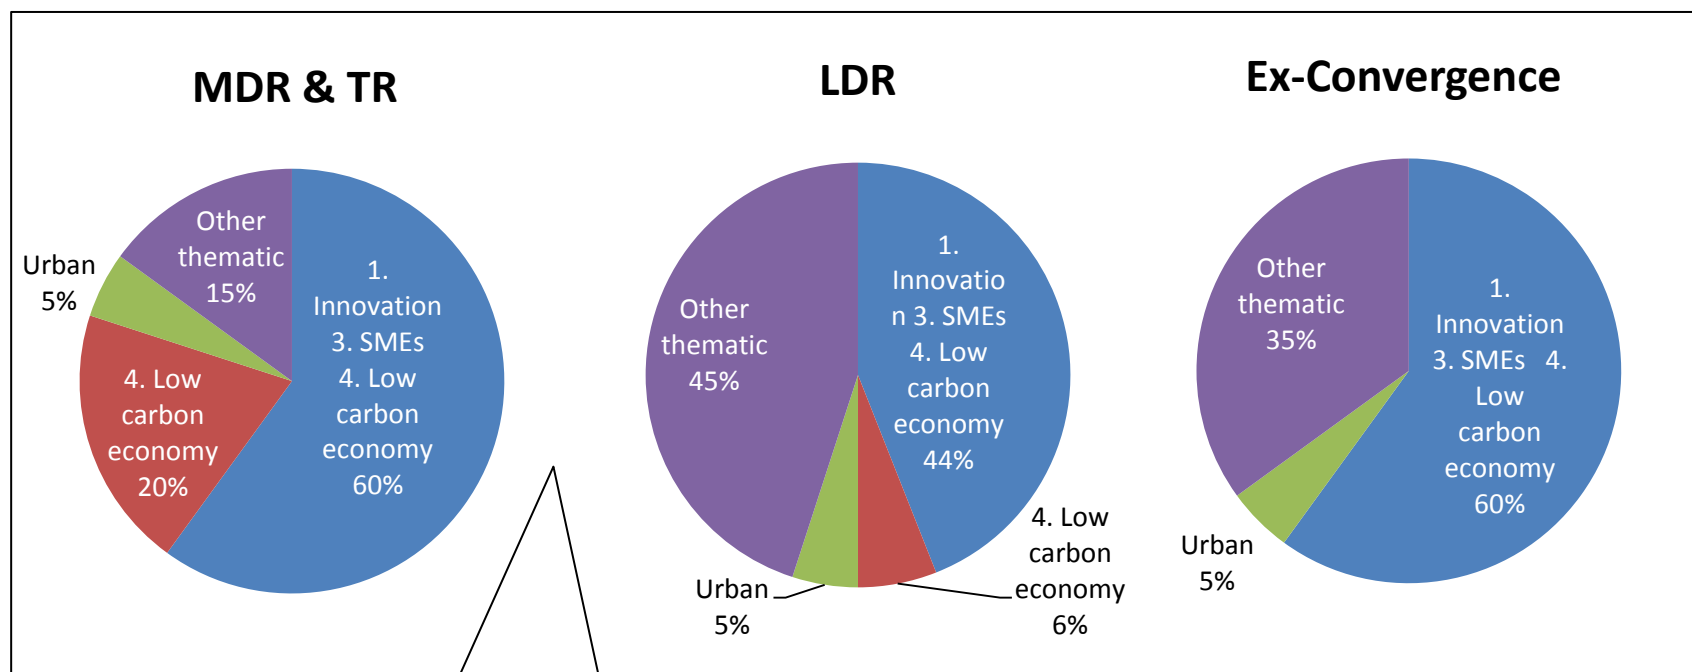 MDR & TR
Other
thematic
15%
Urban
5%
1.
Innovation
3. SMEs
4. Low
carbon
economy
60%
4. Low
carbon
economy
20%
LDR
1.
Innovatio
n 3. SMEs
4. Low
carbon
economy
44%
Other
thematic
45%
Urban
5%
4. Low
carbon
economy
6%
Ex-Convergence
Other
thematic
35%
1.
Innovation
3. SMEs 4.
Low
carbon
economy
60%
Urban
5%